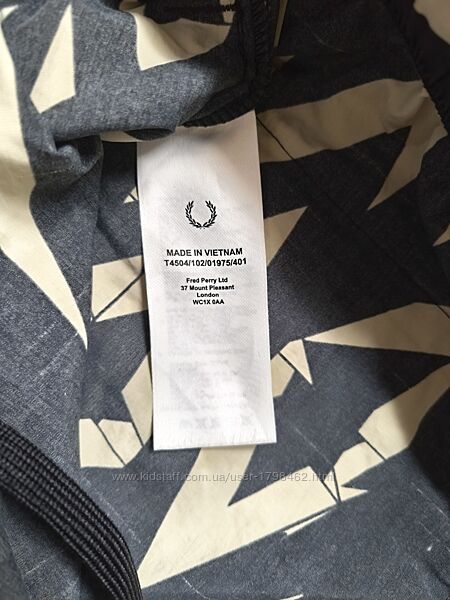 MADE IN VIETNAM
T4504/102/01975/401
Fred Perry Ltd
37 Mount Pleasant
London
WC1X 0AA
www.kidstaff.com.ua/user-1798462.html